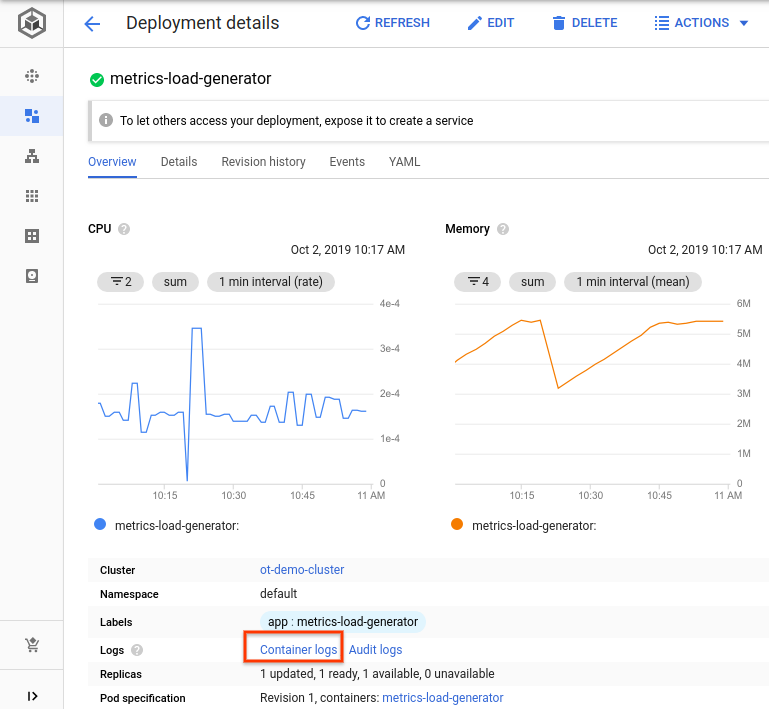 Deployment details
REFRESH
EDIT
DELETE
ACTIONS
metrics-load-generator
To let others access your deployment, expose it to create a service
Overview
Details
Revision history
Events
YAML
CPU
Oct 2, 2019 10:17 AM
2
sum
1 min interval (rate)
4e-4
3e-4
2e-4
1e-4
0
10:15
10:30
10:45
11 AM
metrics-load-generator:
Memory
Oct 2, 2019 10:17 AM
4
sum
1 min interval (mean)
6M
5M
4M
3M
2M
1M
0
10:15
10:30
10:45
11 AM
metrics-load-generator:
Cluster ot-demo-cluster
Namespace default
Labels app : metrics-load-generator
Logs Container logs Audit logs
Replicas 1 updated, 1 ready, 1 available, 0 unavailable
Pod specification Revision 1, containers: metrics-load-generator